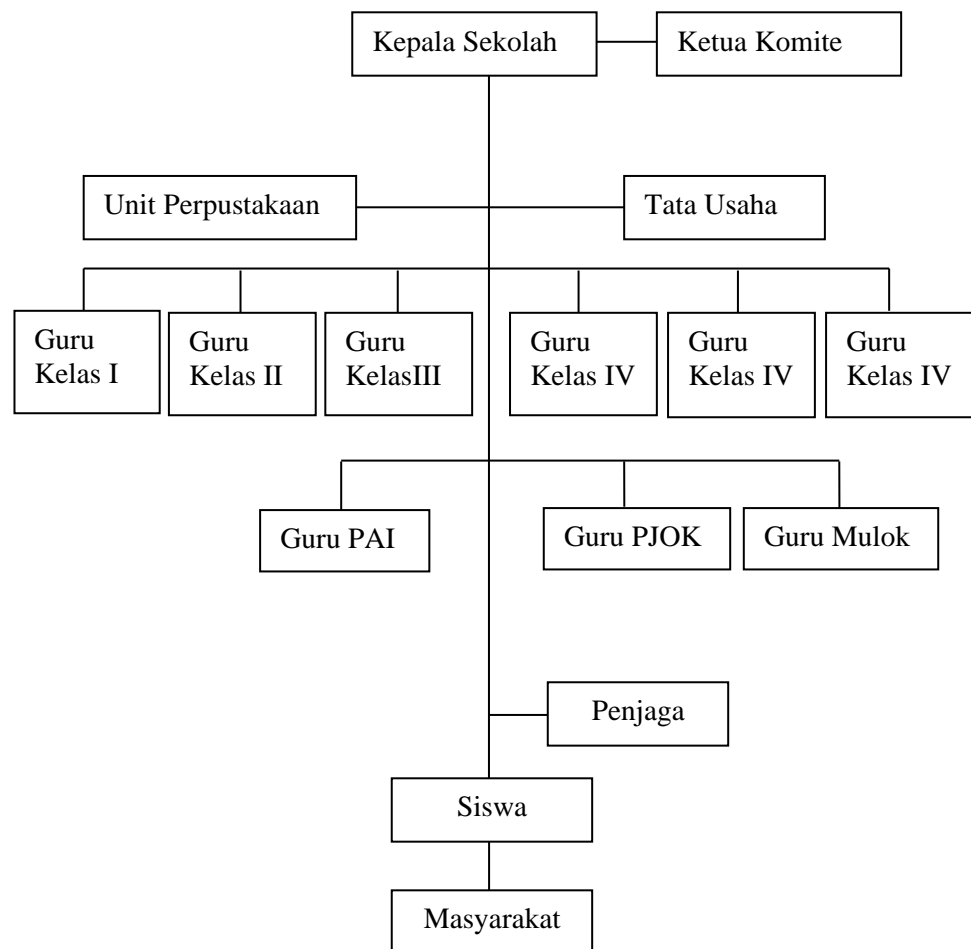 Kepala Sekolah
Ketua Komite
Unit Perpustakaan
Tata Usaha
Guru
Kelas I
Guru
Kelas II
Guru
KelasIII
Guru
Kelas IV
Guru
Kelas IV
Guru
Kelas IV
Guru PAI
Guru PJOK
Guru Mulok
Penjaga
Siswa
Masyarakat